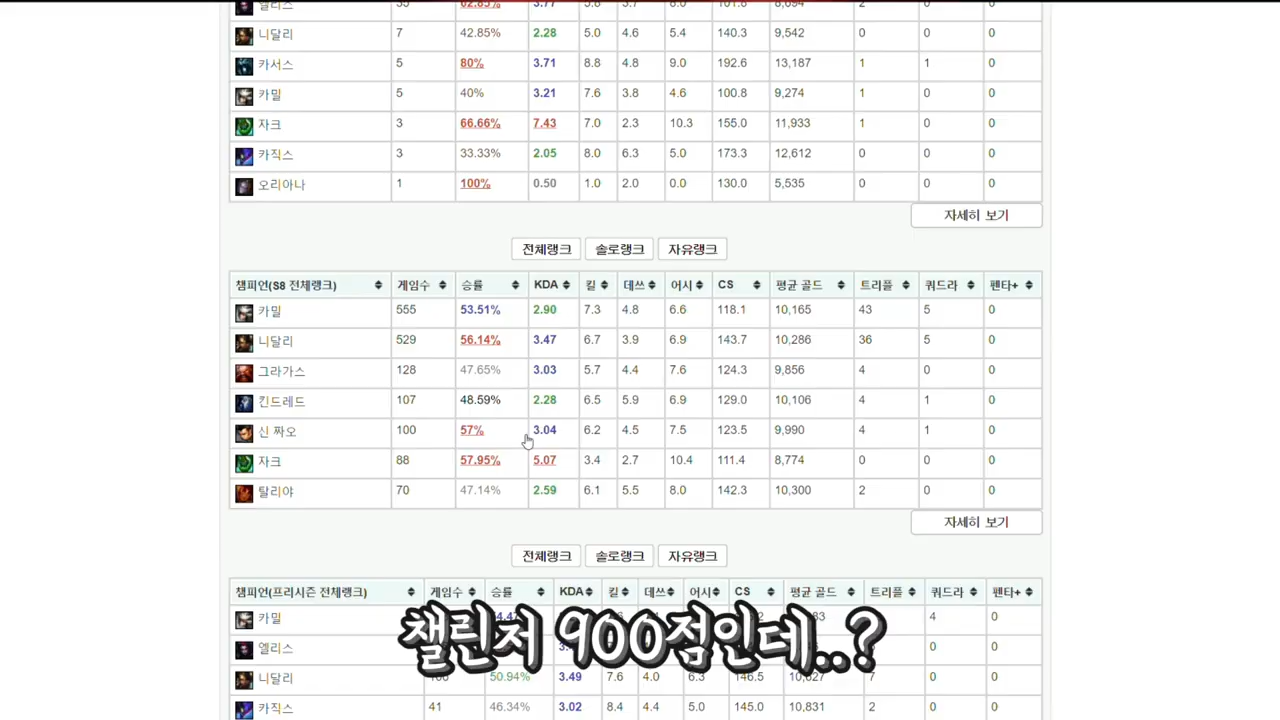 엘리스 35 62.85% 3.77 5.8 3.7 8.0 101.8 8,694 2 0 0
니달리 7 42.85% 2.28 5.0 4.6 5.4 140.3 9,542 0 0 0
카서스 5 80% 3.71 8.8 4.8 9.0 192.6 13,187 1 1 0
카밀 5 40% 3.21 7.6 3.8 4.6 100.8 9,274 1 0 0
자크 3 66.66% 7.43 7.0 2.3 10.3 155.0 11,933 1 0 0
카직스 3 33.33% 2.05 8.0 6.3 5.0 173.3 12,612 0 0 0
오리아나 1 100% 0.50 1.0 2.0 0.0 130.0 5,535 0 0 0
자세히 보기
전체랭크 솔로랭크 자유랭크
챔피언(S8 전체랭크) 게임수 승률 KDA 킬 데쓰 어시 CS 평균 골드 트리플 쿼드라 펜타+
카밀 555 53.51% 2.90 7.3 4.8 6.6 118.1 10,165 43 5 0
니달리 529 56.14% 3.47 6.7 3.9 6.9 143.7 10,286 36 5 0
그라가스 128 47.65% 3.03 5.7 4.4 7.6 124.3 9,856 4 0 0
킨드레드 107 48.59% 2.28 6.5 5.9 6.9 129.0 10,106 4 1 0
신 짜오 100 57% 3.04 6.2 4.5 7.5 123.5 9,990 4 1 0
자크 88 57.95% 5.07 3.4 2.7 10.4 111.4 8,774 0 0 0
탈리야 70 47.14% 2.59 6.1 5.5 8.0 142.3 10,300 2 0 0
자세히 보기
전체랭크 솔로랭크 자유랭크
챔피언(프리시즌 전체랭크) 게임수 승률 KDA 킬 데쓰 어시 CS 평균 골드 트리플 쿼드라 펜타+
카밀 4 0
엘리스 0 0
챌린저 900점인데..?
니달리 50.94% 3.49 7.6 4.0 6.3 146.5 7 0 0
카직스 41 46.34% 3.02 8.4 4.4 5.0 145.0 10,831 2 0 0